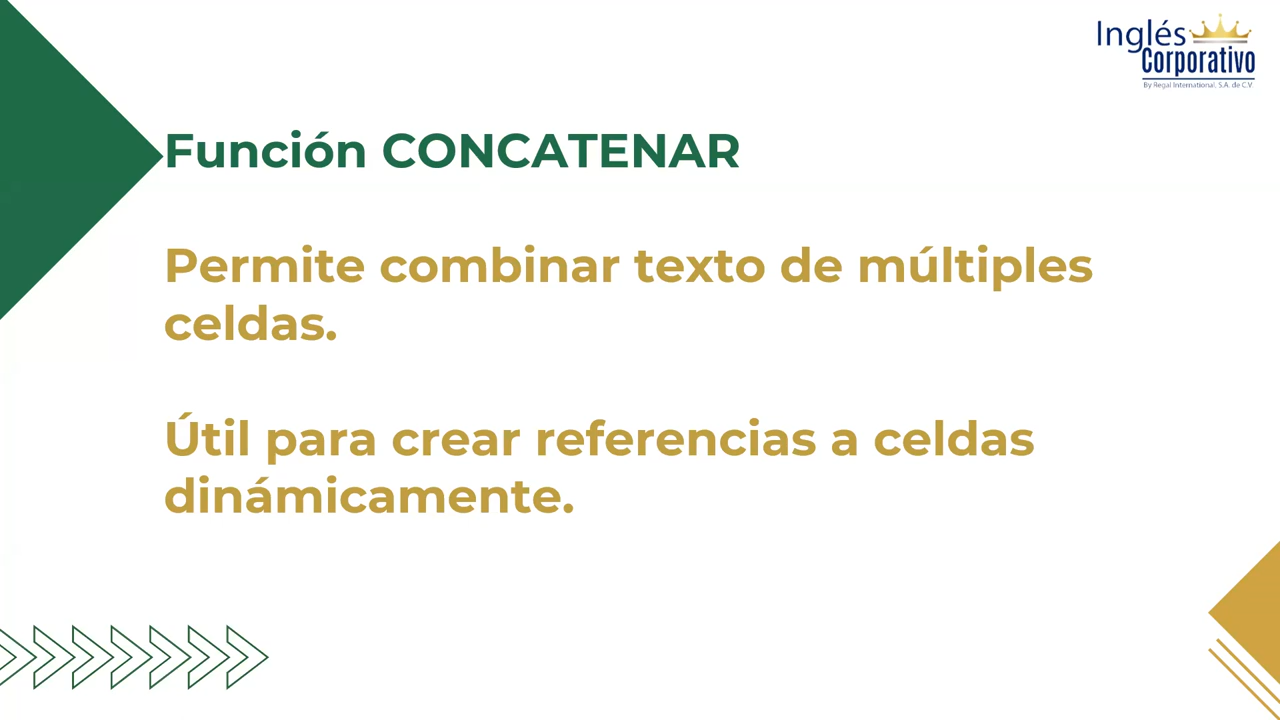 Inglés
Corporativo
By Regal International, S.A. de C.V.
Función CONCATENAR
Permite combinar texto de múltiples
celdas.
Útil para crear referencias a celdas
dinámicamente.